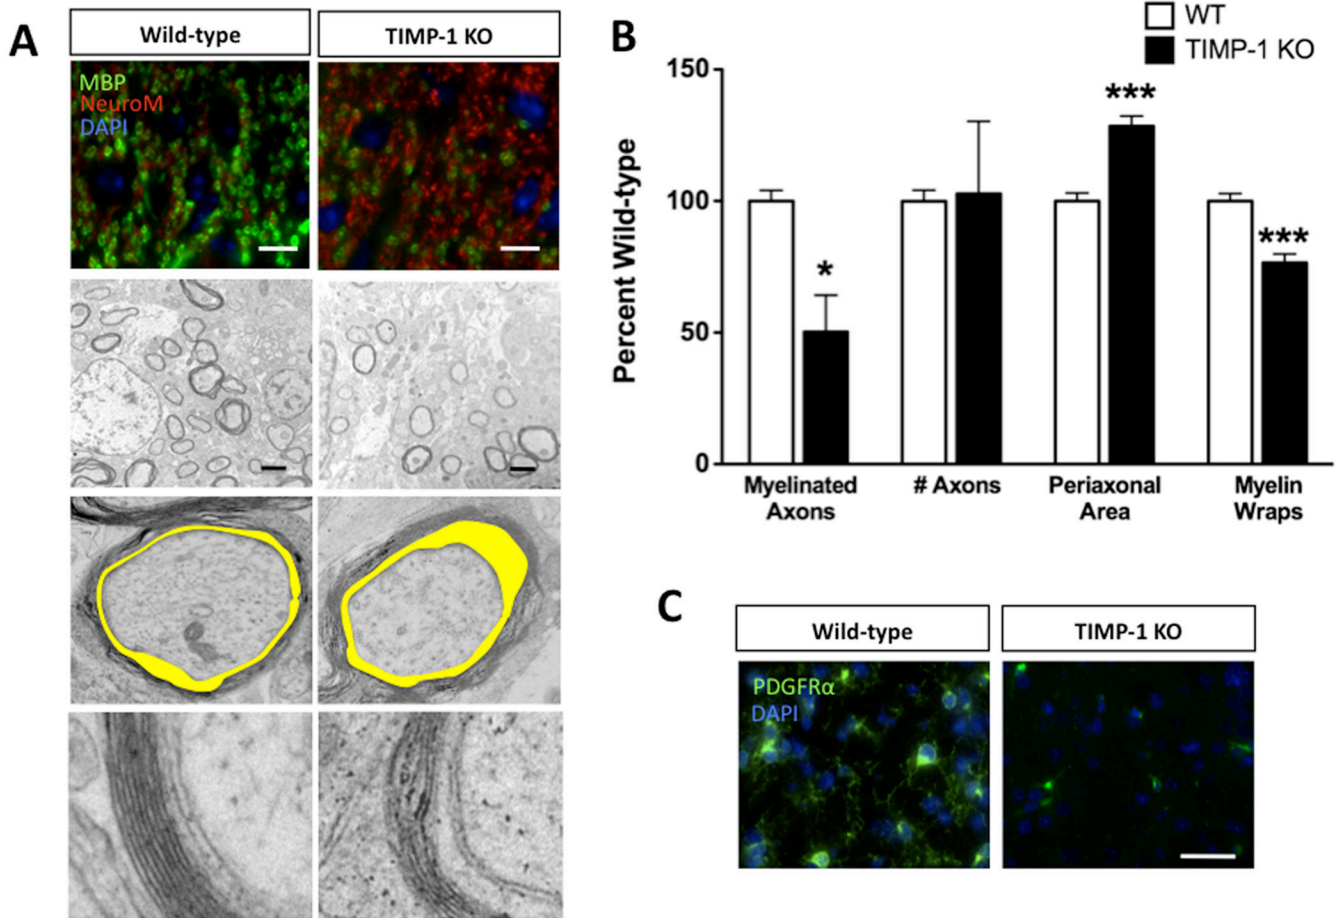 A
Wild-type
TIMP-1 KO
MBP
NeuroM
DAPI
B
WT
TIMP-1 KO
Percent Wild-type
150
100
50
0
*
***
***
Myelinated
Axons
# Axons
Periaxonal
Area
Myelin
Wraps
C
Wild-type
TIMP-1 KO
PDGFRα
DAPI